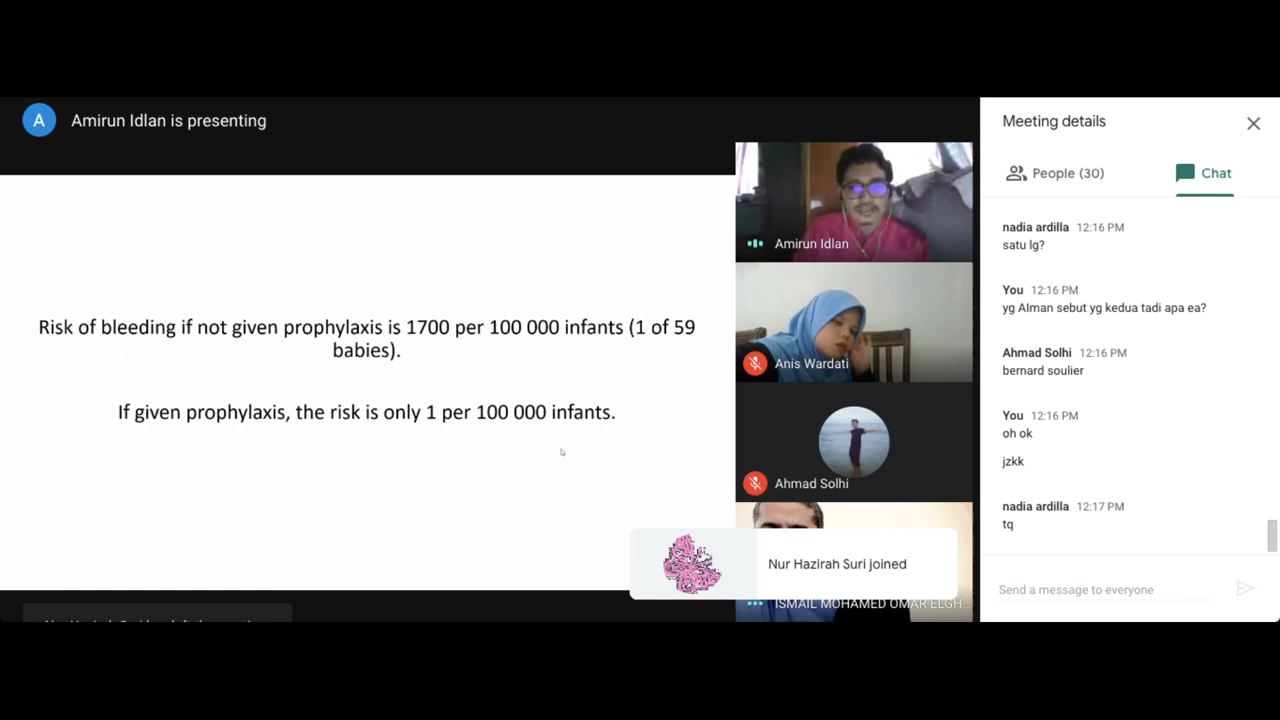 A
Amirun Idlan is presenting
Risk of bleeding if not given prophylaxis is 1700 per 100 000 infants (1 of 59
babies).
If given prophylaxis, the risk is only 1 per 100 000 infants.
Amirun Idlan
Anis Wardati
Ahmad Solhi
Nur Hazirah Suri joined
ISMAIL MOHAMED OMAR ELGH...
Meeting details
People (30)
Chat
nadia ardilla 12:16 PM
satu lg?
You 12:16 PM
yg Alman sebut yg kedua tadi apa ea?
Ahmad Solhi 12:16 PM
bernard soulier
You 12:16 PM
oh ok
jzkk
nadia ardilla 12:17 PM
tq
Send a message to everyone